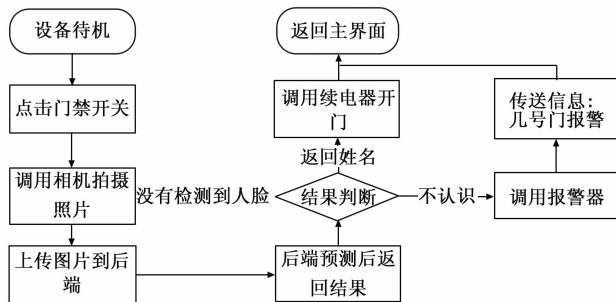 设备待机
点击门禁开关
调用相机拍摄
照片
上传图片到后
端
后端预测后返
回结果
结果判断
没有检测到人脸
返回姓名
不认识
调用续电器开
门
返回主界面
调用报警器
传送信息：
几号门报警